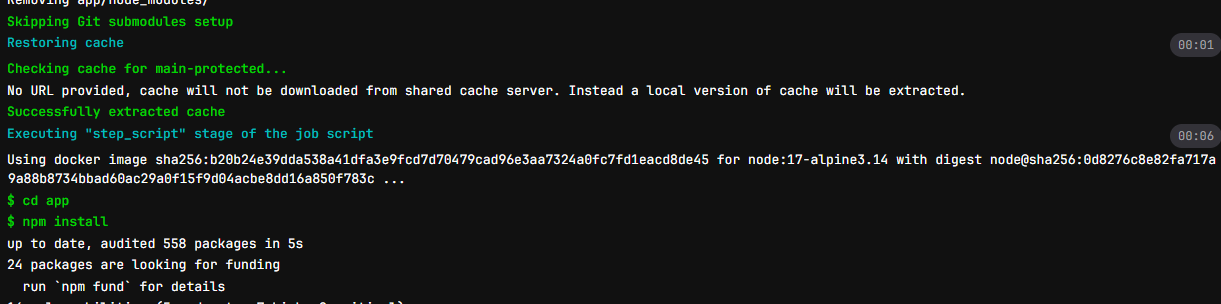 Removing app/node_modules/
Skipping Git submodules setup
Restoring cache
00:01
Checking cache for main-protected...
No URL provided, cache will not be downloaded from shared cache server. Instead a local version of cache will be extracted.
Successfully extracted cache
Executing "step_script" stage of the job script
00:06
Using docker image sha256:b20b24e39dda538a41dfa3e9fcd7d70479cad96e3aa7324a0fc7fd1eacd8de45 for node:17-alpine3.14 with digest node@sha256:0d8276c8e82fa717a
9a88b8734bbad60ac29a0f15f9d04acbe8dd16a850f783c ...
$ cd app
$ npm install
up to date, audited 558 packages in 5s
24 packages are looking for funding
run `npm fund` for details